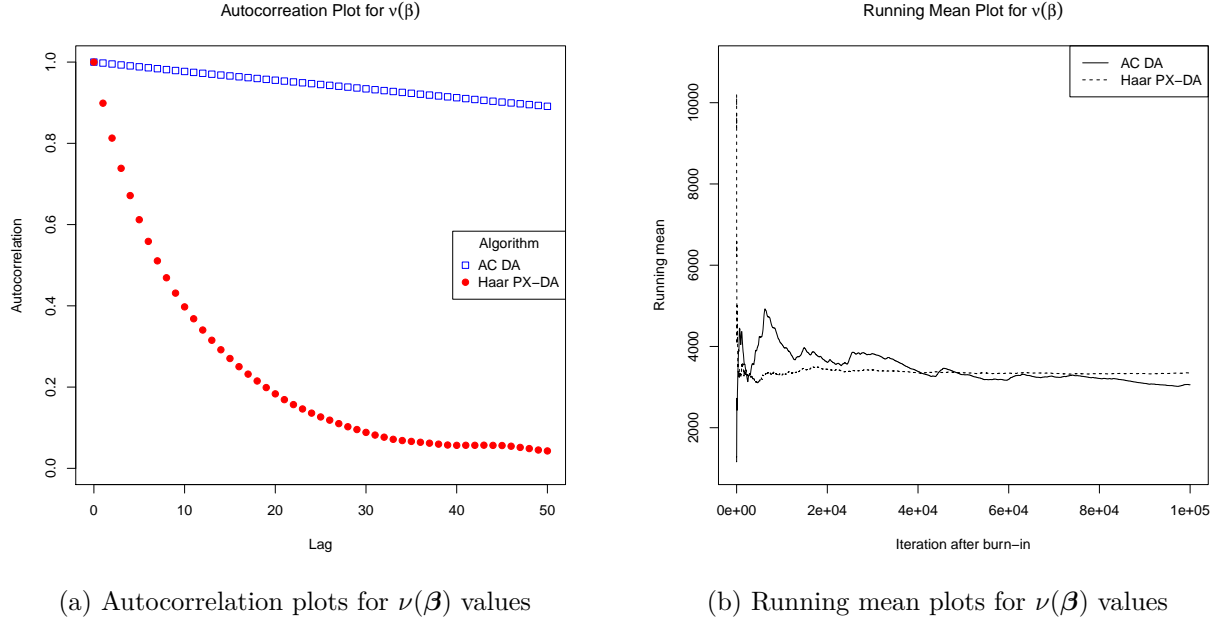 Autocorreation Plot for ν(β)
Autocorrelation
1.0
0.8
0.6
0.4
0.2
0.0
Algorithm
AC DA
Haar PX−DA
0 10 20 30 40 50
Lag
(a) Autocorrelation plots for ν(β) values
Running Mean Plot for ν(β)
Running mean
10000
8000
6000
4000
2000
AC DA
Haar PX−DA
0e+00 2e+04 4e+04 6e+04 8e+04 1e+05
Iteration after burn−in
(b) Running mean plots for ν(β) values